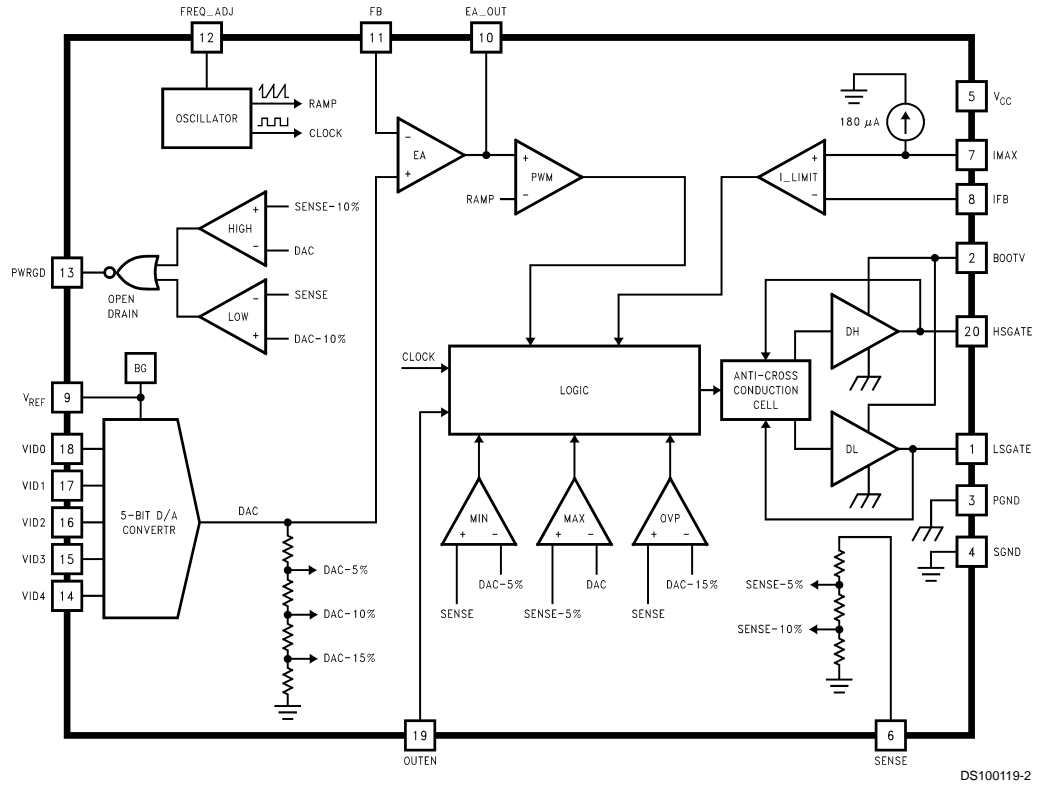 FREQ_ADJ
FB
EA_OUT
12
11
10
OSCILLATOR
RAMP
CLOCK
5
VCC
180 µA
7
IMAX
8
IFB
-
EA
+
+
PWM
RAMP
-
+
I_LIMIT
-
SENSE-10%
+
HIGH
-
DAC
PWRGD
13
OPEN
DRAIN
-
SENSE
LOW
+
DAC-10%
2
BOOTV
DH
20
HSGATE
BG
VREF
9
CLOCK
LOGIC
ANTI-CROSS
CONDUCTION
CELL
VID0
18
VID1
17
VID2
16
VID3
15
VID4
14
5-BIT D/A
CONVERTR
DAC
DL
1
LSGATE
3
PGND
4
SGND
MIN
+ -
MAX
+ -
OVP
+ -
DAC-5%
DAC
DAC-15%
SENSE
SENSE-5%
SENSE
DAC-5%
DAC-10%
DAC-15%
SENSE-5%
SENSE-10%
19
OUTEN
6
SENSE
DS100119-2